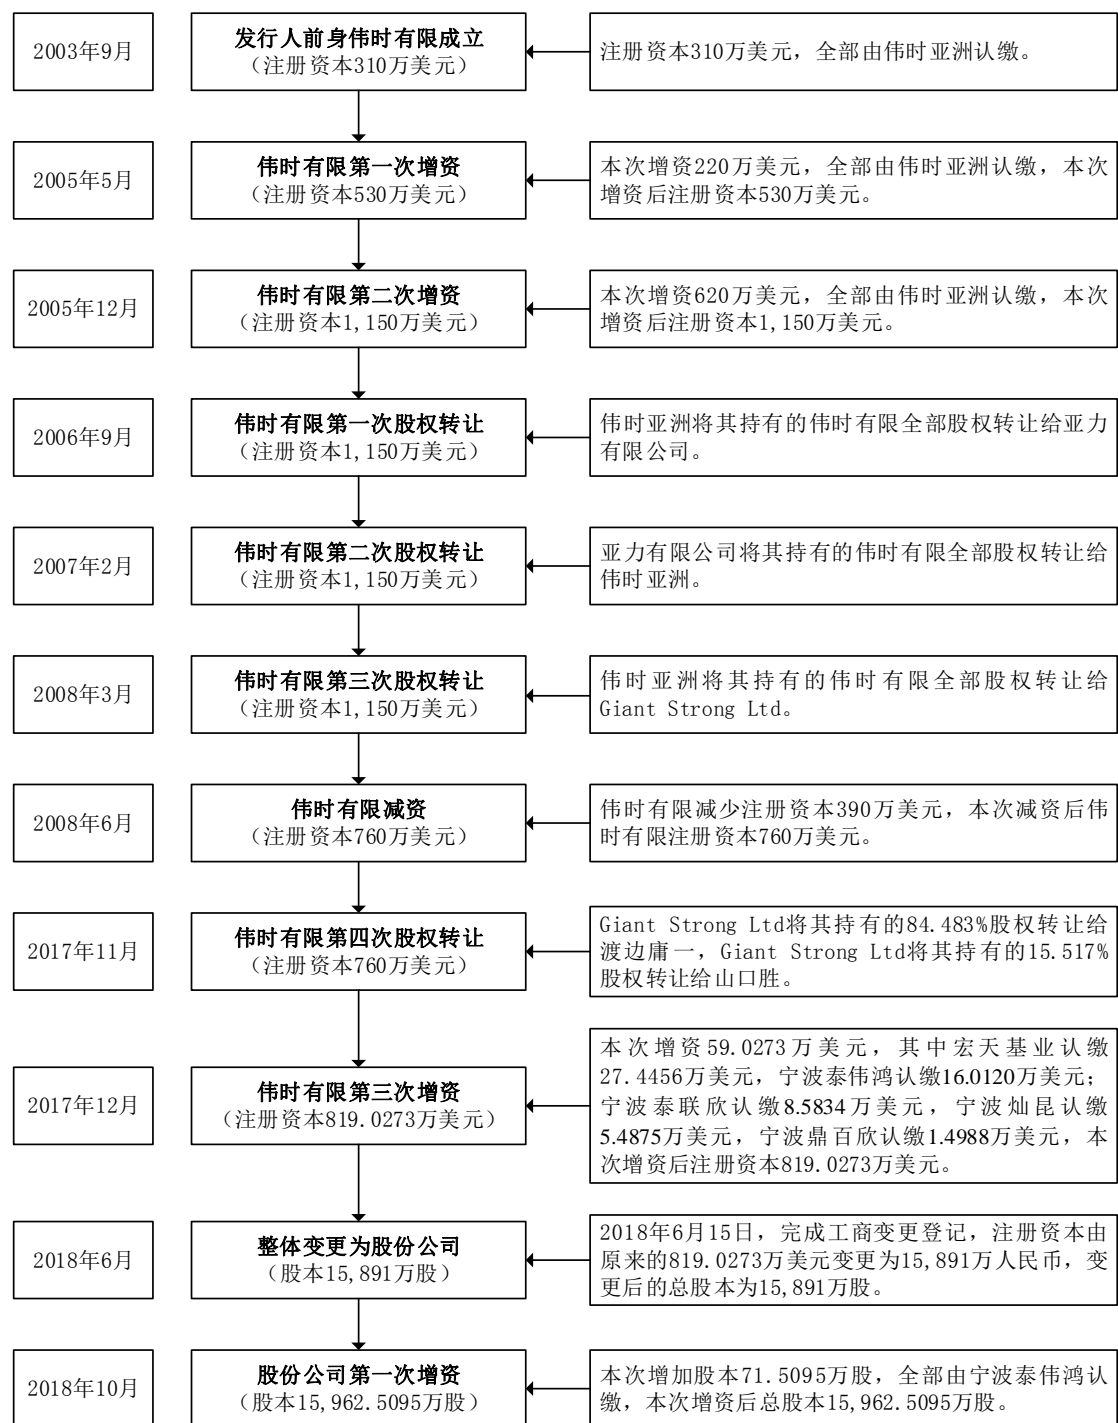 2003年9月
发行人前身伟时有限成立
（注册资本310万美元）
注册资本310万美元，全部由伟时亚洲认缴。
2005年5月
伟时有限第一次增资
（注册资本530万美元）
本次增资220万美元，全部由伟时亚洲认缴，本次
增资后注册资本530万美元。
2005年12月
伟时有限第二次增资
（注册资本1,150万美元）
本次增资620万美元，全部由伟时亚洲认缴，本次
增资后注册资本1,150万美元。
2006年9月
伟时有限第一次股权转让
（注册资本1,150万美元）
伟时亚洲将其持有的伟时有限全部股权转让给亚力
有限公司。
2007年2月
伟时有限第二次股权转让
（注册资本1,150万美元）
亚力有限公司将其持有的伟时有限全部股权转让给
伟时亚洲。
2008年3月
伟时有限第三次股权转让
（注册资本1,150万美元）
伟时亚洲将其持有的伟时有限全部股权转让给
Giant Strong Ltd。
2008年6月
伟时有限减资
（注册资本760万美元）
伟时有限减少注册资本390万美元，本次减资后伟
时有限注册资本760万美元。
2017年11月
伟时有限第四次股权转让
（注册资本760万美元）
Giant Strong Ltd将其持有的84.483%股权转让给
渡边庸一，Giant Strong Ltd将其持有的15.517%
股权转让给山口胜。
2017年12月
伟时有限第三次增资
（注册资本819.0273万美元）
本次增资59.0273万美元，其中宏天基业认缴
27.4456万美元，宁波泰伟鸿认缴16.0120万美元；
宁波泰联欣认缴8.5834万美元，宁波灿昆认缴
5.4875万美元，宁波鼎百欣认缴1.4988万美元，本
次增资后注册资本819.0273万美元。
2018年6月
整体变更为股份公司
（股本15,891万股）
2018年6月15日，完成工商变更登记，注册资本由
原来的819.0273万美元变更为15,891万人民币，变
更后的总股本为15,891万股。
2018年10月
股份公司第一次增资
（股本15,962.5095万股）
本次增加股本71.5095万股，全部由宁波泰伟鸿认
缴，本次增资后总股本15,962.5095万股。